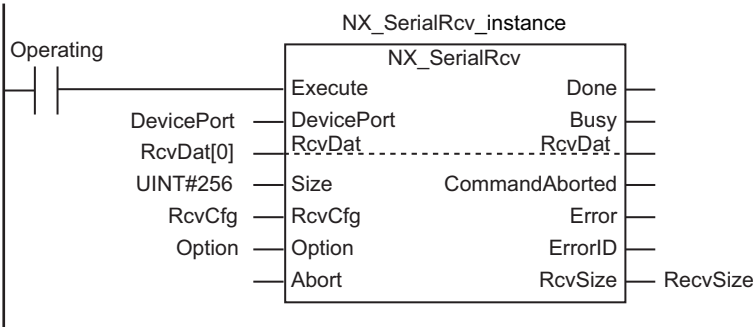 NX_SerialRcv_instance
Operating
NX_SerialRcv
Execute Done
DevicePort DevicePort Busy
RcvDat[0] RcvDat RcvDat
UINT#256 Size CommandAborted
RcvCfg RcvCfg Error
Option Option ErrorID
Abort RcvSize RecvSize